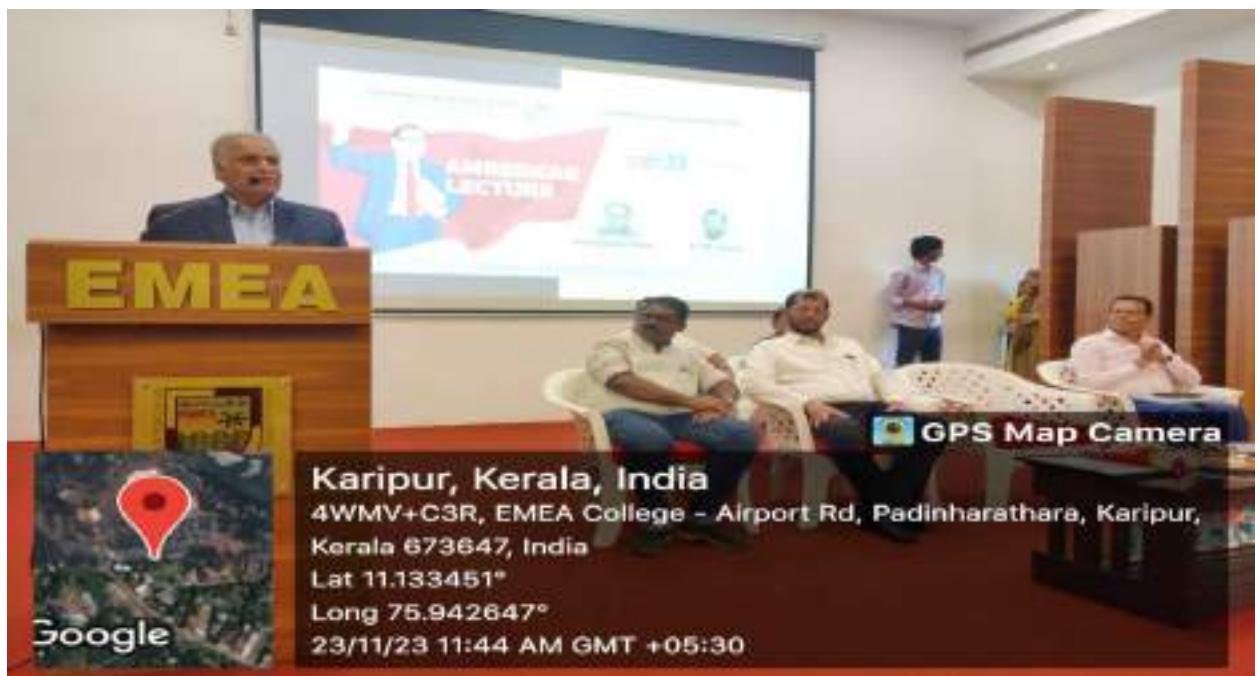 AMBEDKAR
LECTURE
EMEA
GPS Map Camera
Karipur, Kerala, India
4WMV+C3R, EMEA College - Airport Rd, Padinharathara, Karipur,
Kerala 673647, India
Lat 11.133451°
Long 75.942647°
23/11/23 11:44 AM GMT +05:30
Google